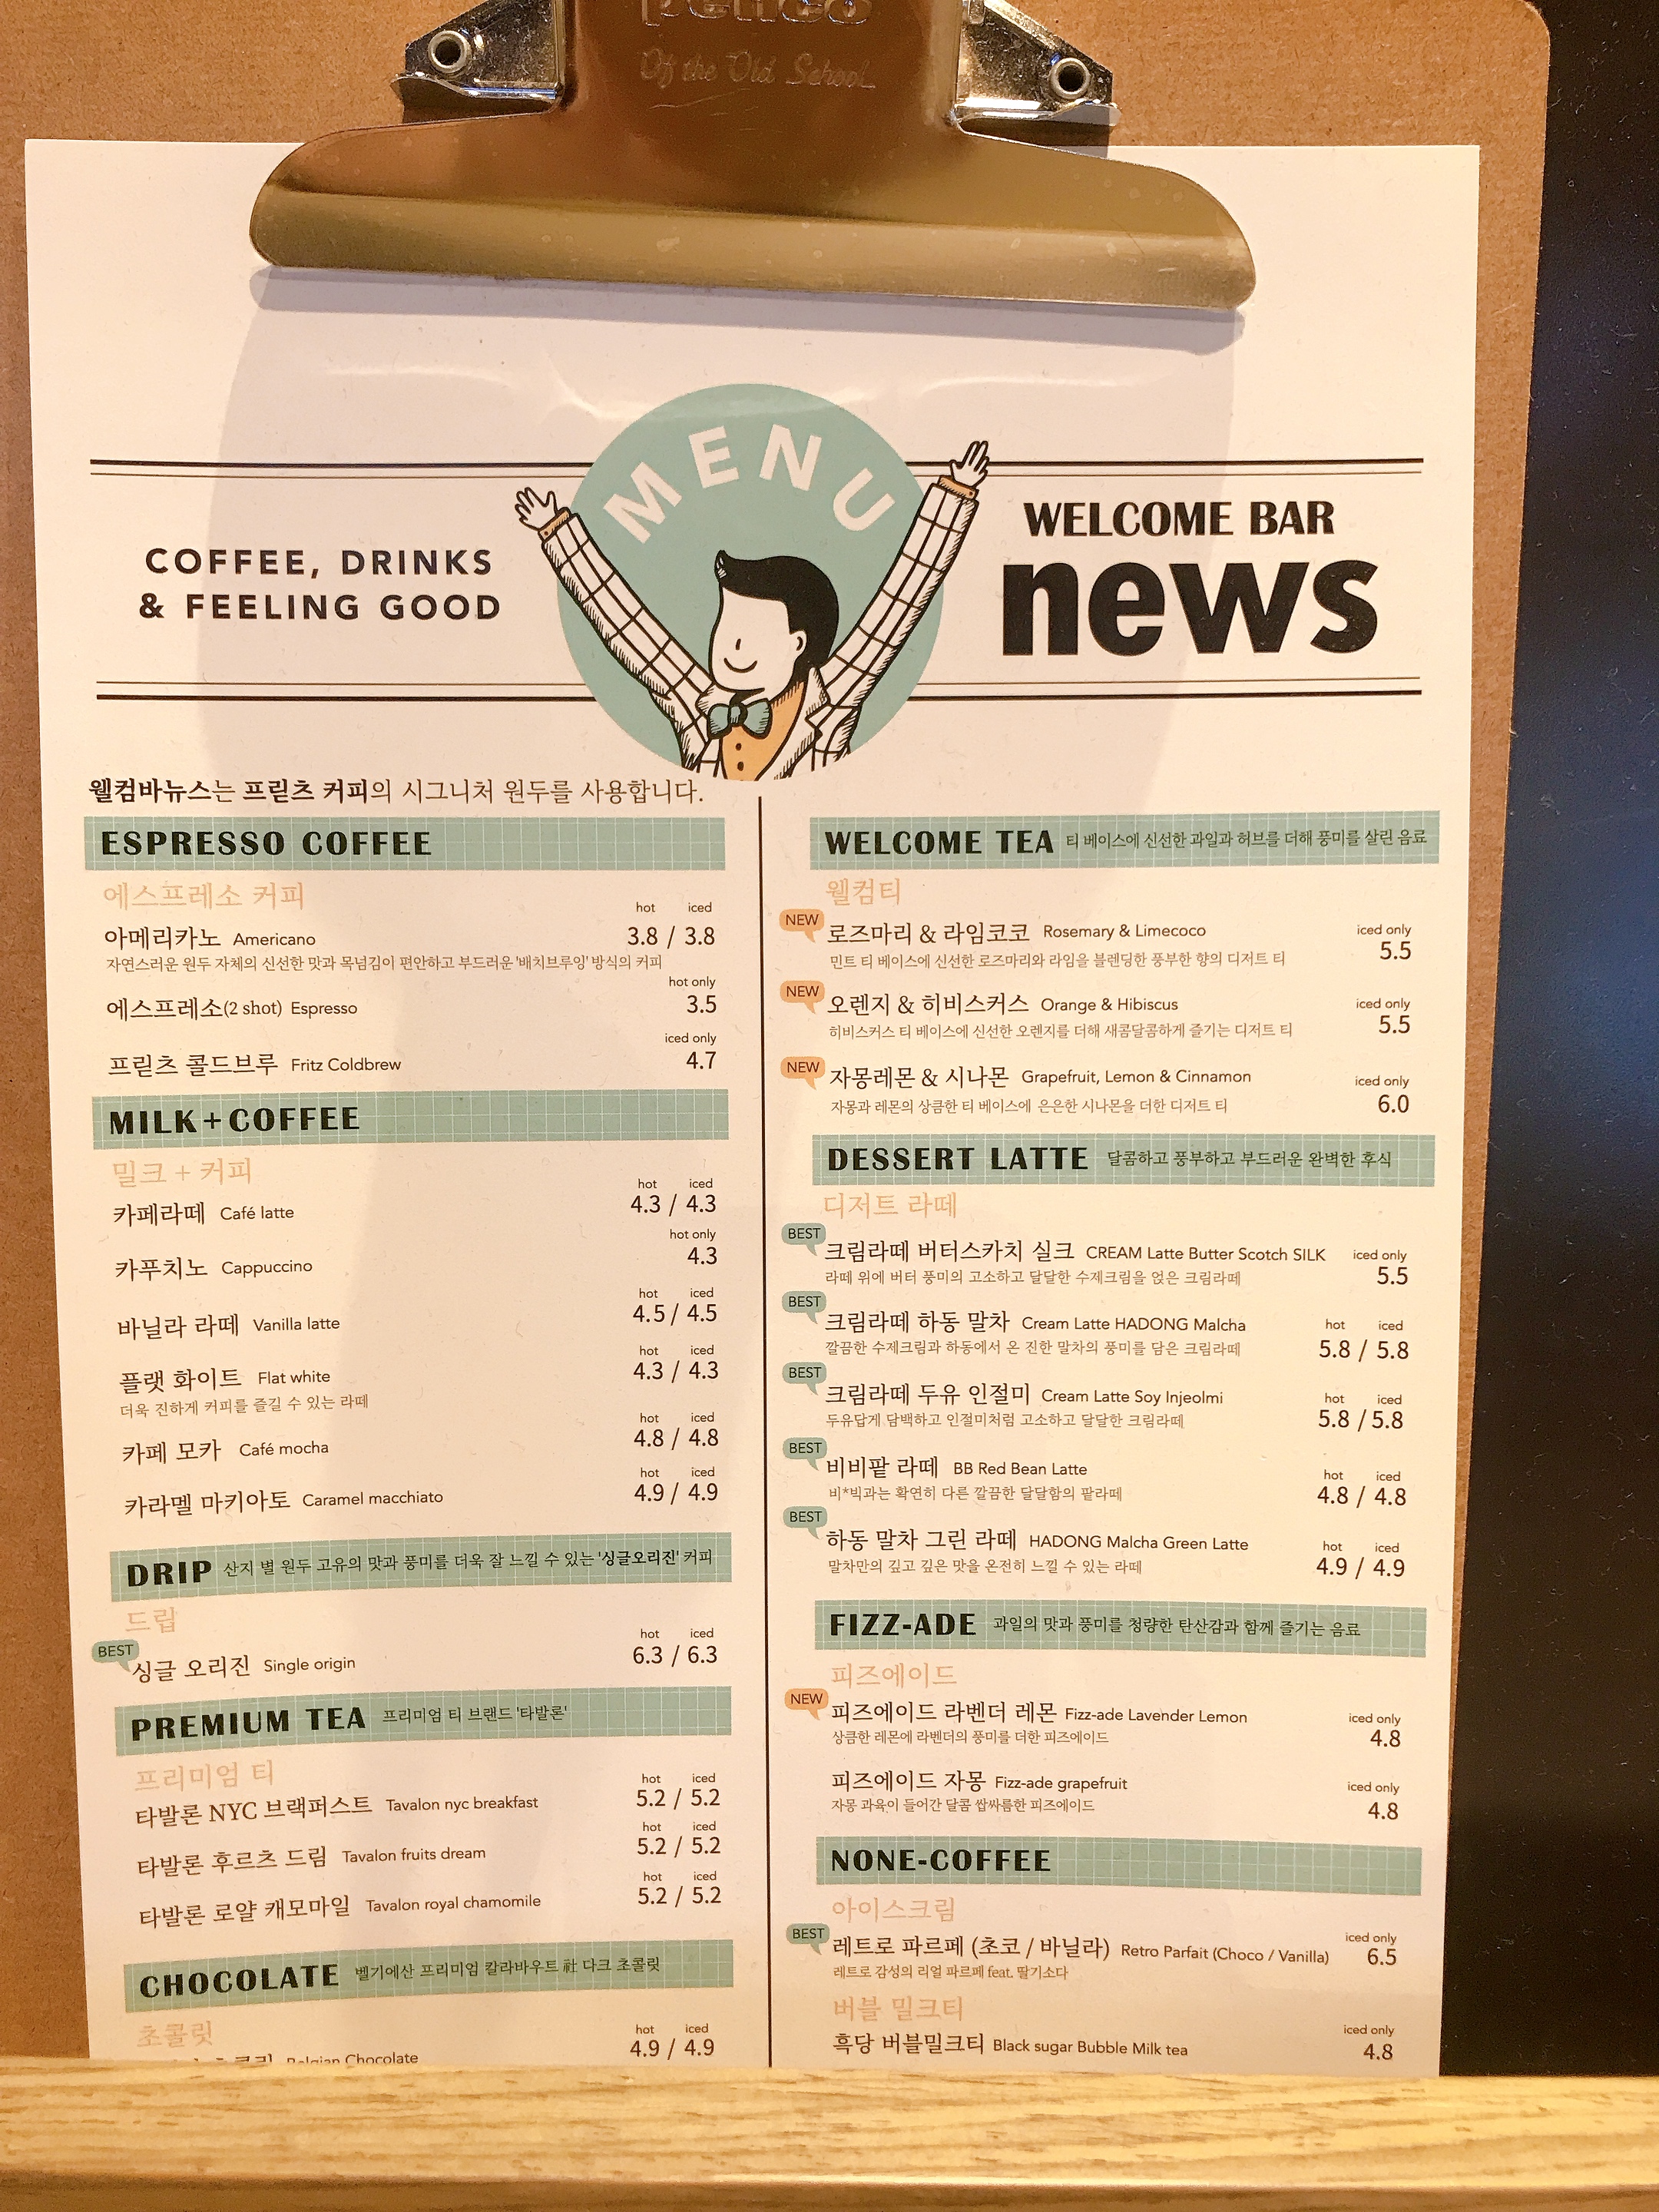 Of the Old School
MENU
COFFEE, DRINKS
& FEELING GOOD
WELCOME BAR
news
웰컴바뉴스는 프릳츠 커피의 시그니처 원두를 사용합니다.
ESPRESSO COFFEE
에스프레소 커피
hot iced
아메리카노 Americano 3.8 / 3.8
자연스러운 원두 자체의 신선한 맛과 목넘김이 편안하고 부드러운 '배치브루잉' 방식의 커피
hot only
에스프레소(2 shot) Espresso 3.5
iced only
프릳츠 콜드브루 Fritz Coldbrew 4.7
MILK+COFFEE
밀크 + 커피
hot iced
카페라떼 Café latte 4.3 / 4.3
hot only
카푸치노 Cappuccino 4.3
hot iced
바닐라 라떼 Vanilla latte 4.5 / 4.5
hot iced
플랫 화이트 Flat white 4.3 / 4.3
더욱 진하게 커피를 즐길 수 있는 라떼
hot iced
카페 모카 Café mocha 4.8 / 4.8
hot iced
카라멜 마키아토 Caramel macchiato 4.9 / 4.9
DRIP 산지 별 원두 고유의 맛과 풍미를 더욱 잘 느낄 수 있는 '싱글오리진' 커피
드립
hot iced
BEST
싱글 오리진 Single origin 6.3 / 6.3
PREMIUM TEA 프리미엄 티 브랜드 '타발론'
프리미엄 티
hot iced
타발론 NYC 브랙퍼스트 Tavalon nyc breakfast 5.2 / 5.2
hot iced
타발론 후르츠 드림 Tavalon fruits dream 5.2 / 5.2
hot iced
타발론 로얄 캐모마일 Tavalon royal chamomile 5.2 / 5.2
CHOCOLATE 벨기에산 프리미엄 칼라바우트 社 다크 초콜릿
초콜릿
hot iced
Belgian Chocolate 4.9 / 4.9
WELCOME TEA 티 베이스에 신선한 과일과 허브를 더해 풍미를 살린 음료
웰컴티
NEW
로즈마리 & 라임코코 Rosemary & Limecoco iced only
5.5
민트 티 베이스에 신선한 로즈마리와 라임을 블렌딩한 풍부한 향의 디저트 티
NEW
오렌지 & 히비스커스 Orange & Hibiscus iced only
5.5
히비스커스 티 베이스에 신선한 오렌지를 더해 새콤달콤하게 즐기는 디저트 티
NEW
자몽레몬 & 시나몬 Grapefruit, Lemon & Cinnamon iced only
6.0
자몽과 레몬의 상큼한 티 베이스에 은은한 시나몬을 더한 디저트 티
DESSERT LATTE 달콤하고 풍부하고 부드러운 완벽한 후식
디저트 라떼
BEST
크림라떼 버터스카치 실크 CREAM Latte Butter Scotch SILK iced only
5.5
라떼 위에 버터 풍미의 고소하고 달달한 수제크림을 얹은 크림라떼
BEST
크림라떼 하동 말차 Cream Latte HADONG Malcha hot iced
5.8 / 5.8
깔끔한 수제크림과 하동에서 온 진한 말차의 풍미를 담은 크림라떼
BEST
크림라떼 두유 인절미 Cream Latte Soy Injeolmi hot iced
5.8 / 5.8
두유답게 담백하고 인절미처럼 고소하고 달달한 크림라떼
BEST
비비팥 라떼 BB Red Bean Latte hot iced
4.8 / 4.8
비*빅과는 확연히 다른 깔끔한 달달함의 팥라떼
BEST
하동 말차 그린 라떼 HADONG Malcha Green Latte hot iced
4.9 / 4.9
말차만의 깊고 깊은 맛을 온전히 느낄 수 있는 라떼
FIZZ-ADE 과일의 맛과 풍미를 청량한 탄산감과 함께 즐기는 음료
피즈에이드
NEW
피즈에이드 라벤더 레몬 Fizz-ade Lavender Lemon iced only
4.8
상큼한 레몬에 라벤더의 풍미를 더한 피즈에이드
피즈에이드 자몽 Fizz-ade grapefruit iced only
4.8
자몽 과육이 들어간 달콤 쌉싸름한 피즈에이드
NONE-COFFEE
아이스크림
BEST
레트로 파르페 (초코 / 바닐라) Retro Parfait (Choco / Vanilla) iced only
6.5
레트로 감성의 리얼 파르페 feat. 딸기소다
버블 밀크티
흑당 버블밀크티 Black sugar Bubble Milk tea iced only
4.8